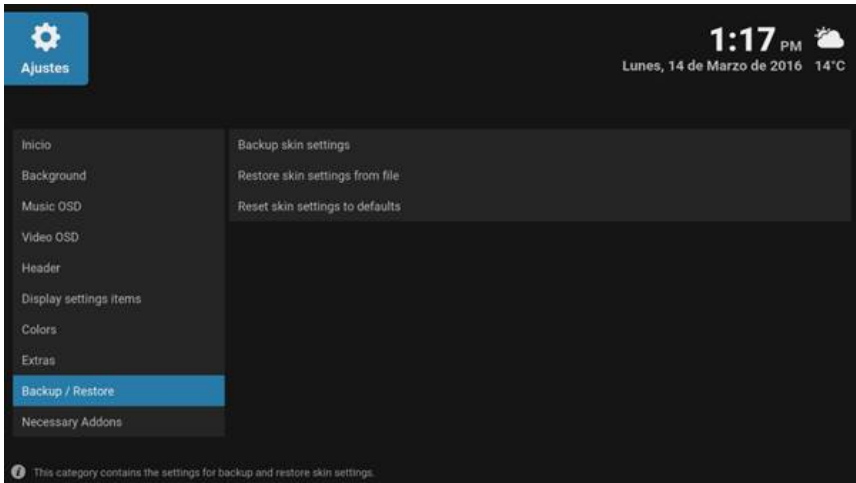 Ajustes
1:17 PM
Lunes, 14 de Marzo de 2016 14°C
Inicio
Background
Music OSD
Video OSD
Header
Display settings items
Colors
Extras
Backup / Restore
Necessary Addons
Backup skin settings
Restore skin settings from file
Reset skin settings to defaults
This category contains the settings for backup and restore skin settings.